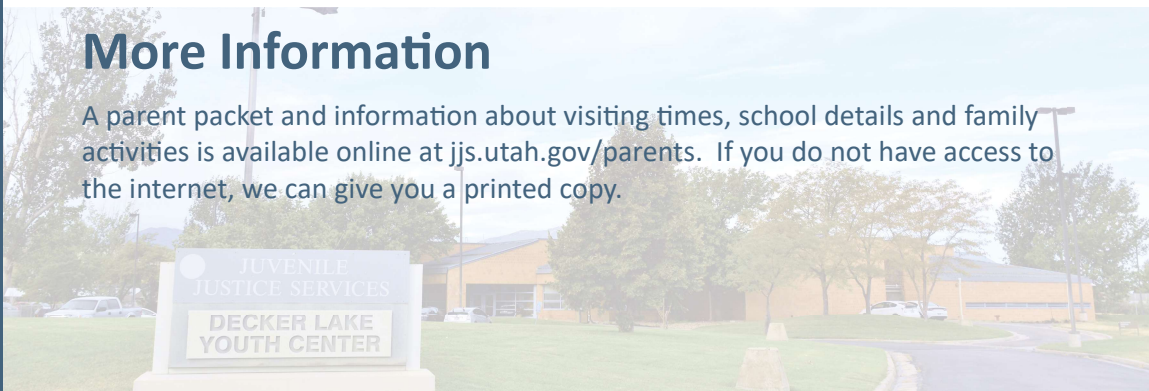 More Information
A parent packet and information about visiting times, school details and family
activities is available online at jjs.utah.gov/parents.  If you do not have access to
the internet, we can give you a printed copy.
JUVENILE
JUSTICE SERVICES
DECKER LAKE
YOUTH CENTER